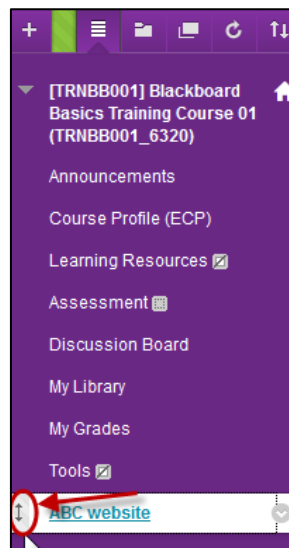 [TRNBB001] Blackboard
Basics Training Course 01
(TRNBB001_6320)
Announcements
Course Profile (ECP)
Learning Resources
Assessment
Discussion Board
My Library
My Grades
Tools
ABC website